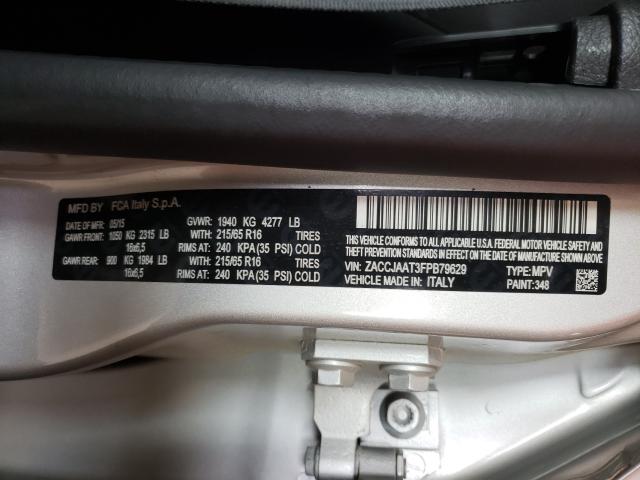 MFD BY FCA Italy S.p.A.
DATE OF MFR 05/15 GVWR: 1940 KG 4277 LB
GAWR FRONT: 1050 KG 2315 LB WITH 215/65 R16 TIRES
16x6,5 RIMS AT: 240 KPA(35 PSI) COLD
GAWR REAR: 900 KG 1984 LB WITH 215/65 R16 TIRES
16x6,5 RIMS AT: 240 KPA(35 PSI) COLD
THIS VEHICLE CONFORMS TO ALL APPLICABLE U.S.A. FEDERAL MOTOR VEHICLE SAFETY AND
THEFT PREVENTION STANDARDS IN EFFECT ON THE DATE OF MANUFACTURE SHOWN ABOVE
VIN: ZACCJAAT3FPB79629 TYPE: MPV
VEHICLE MADE IN: ITALY PAINT: 348